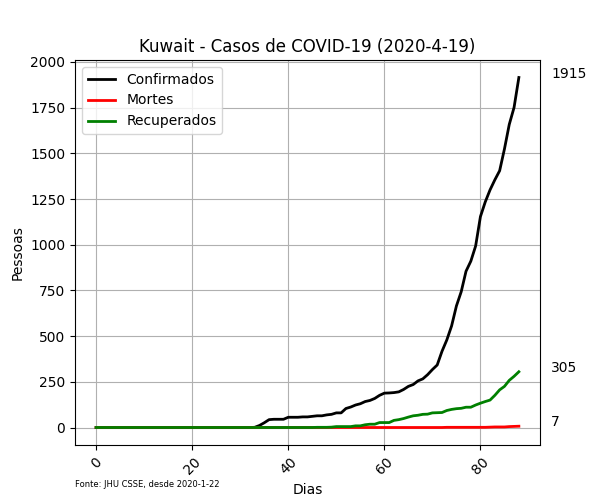 Kuwait - Casos de COVID-19 (2020-4-19)
2000
1750
1500
1250
1000
750
500
250
0
Pessoas
Confirmados
Mortes
Recuperados
1915
305
7
0
20
40
60
80
Dias
Fonte: JHU CSSE, desde 2020-1-22